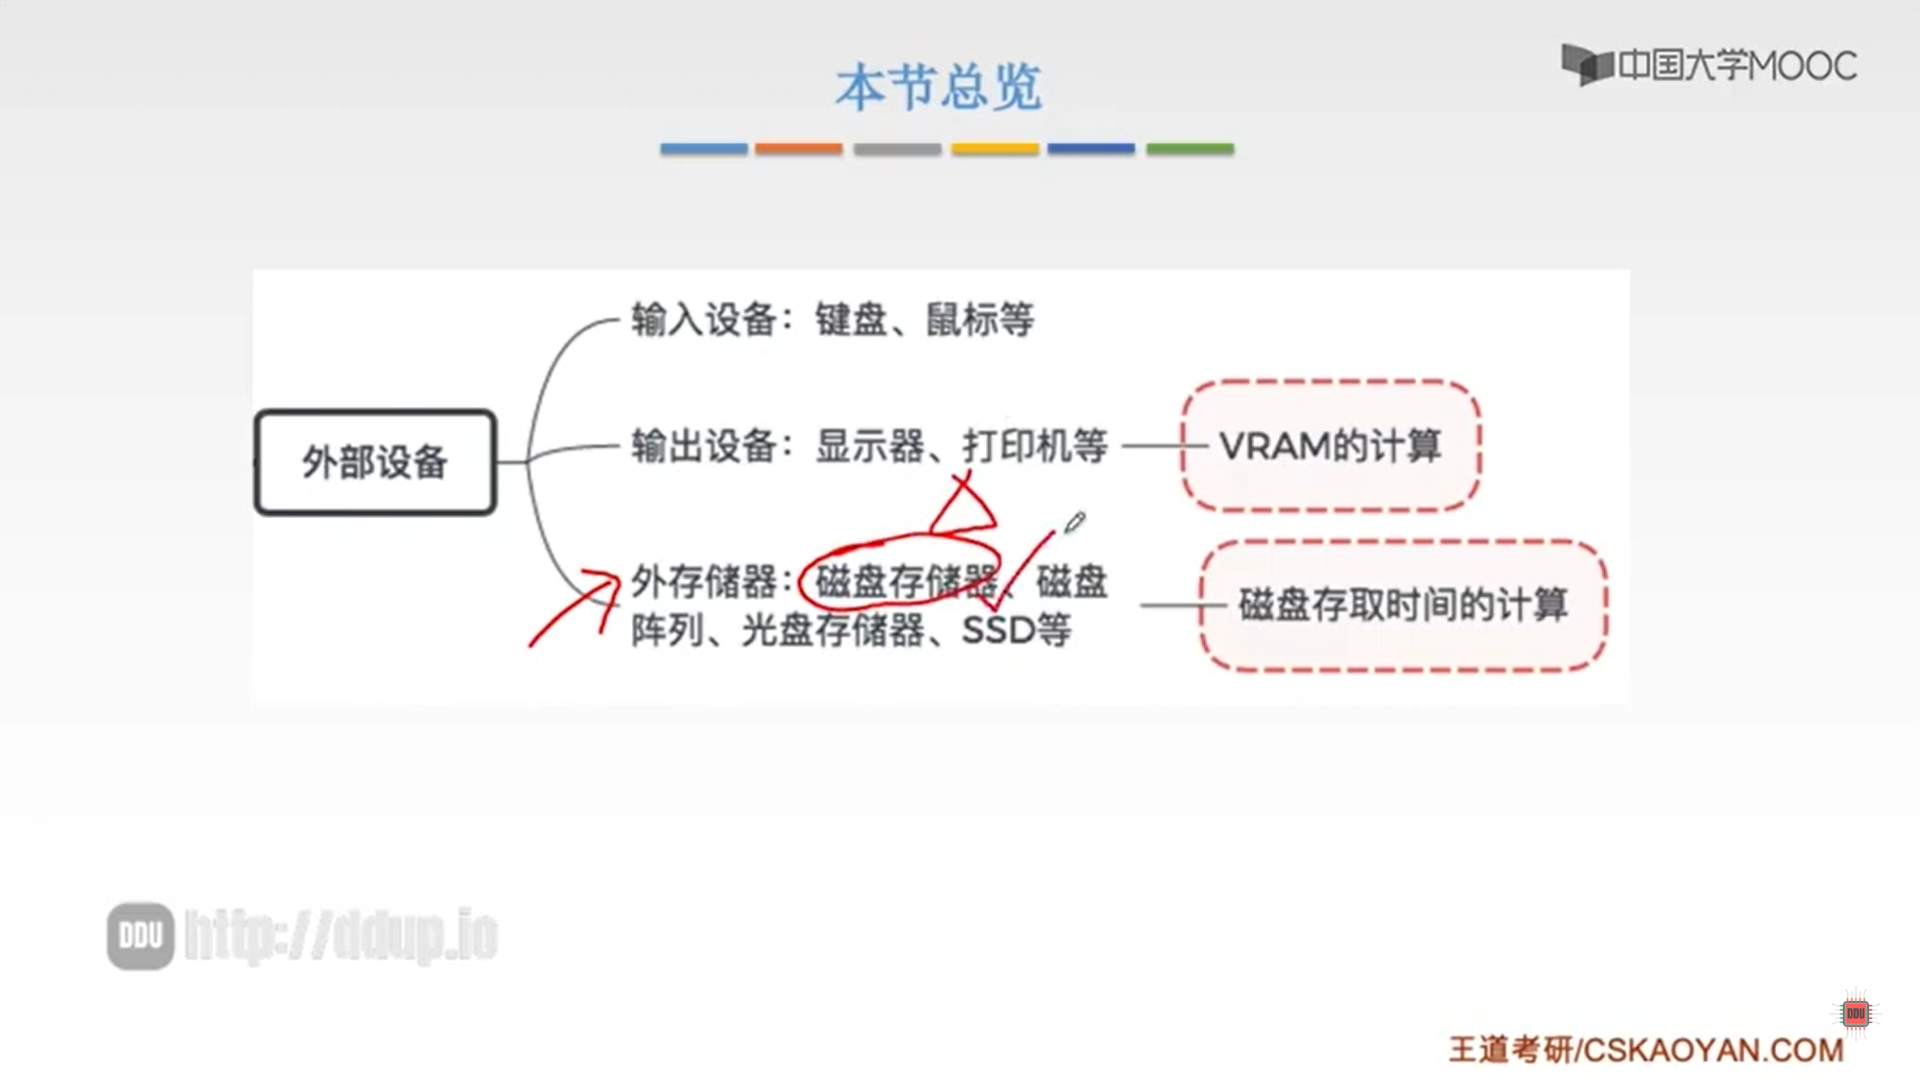 中国大学MOOC
本节总览
输入设备：键盘、鼠标等
外部设备
输出设备：显示器、打印机等
VRAM的计算
外存储器：磁盘存储器、磁盘
阵列、光盘存储器、SSD等
磁盘存取时间的计算
DDU http://ddup.io
DDU
王道考研/CSKAOYAN.COM